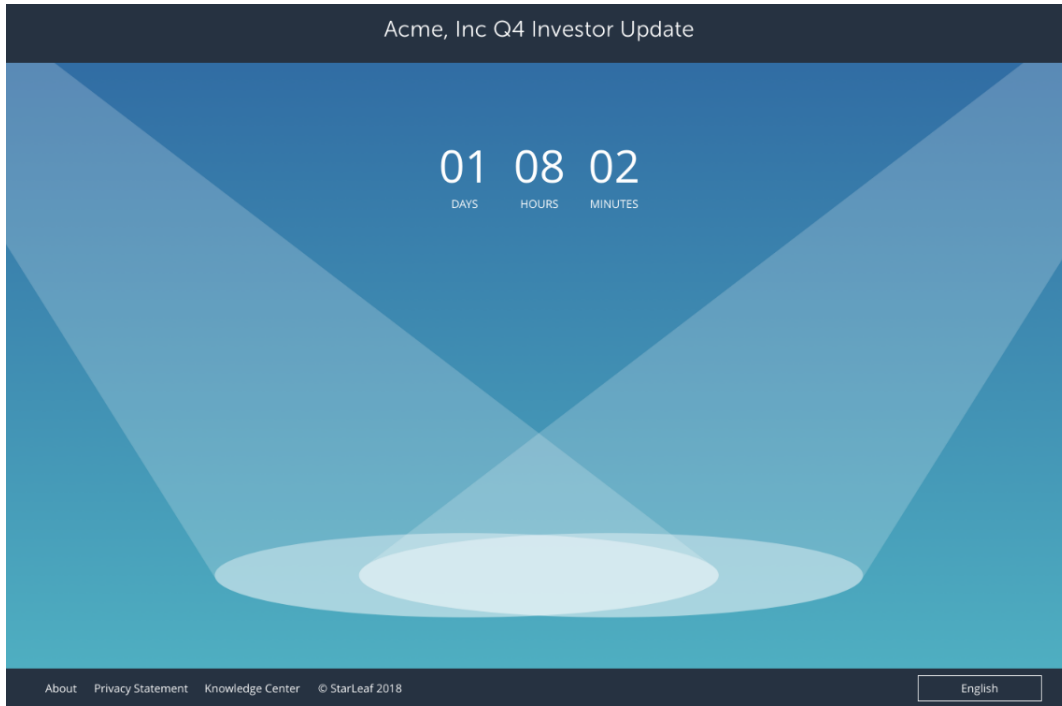 Acme, Inc Q4 Investor Update
01 08 02
DAYS HOURS MINUTES
About Privacy Statement Knowledge Center © StarLeaf 2018 English